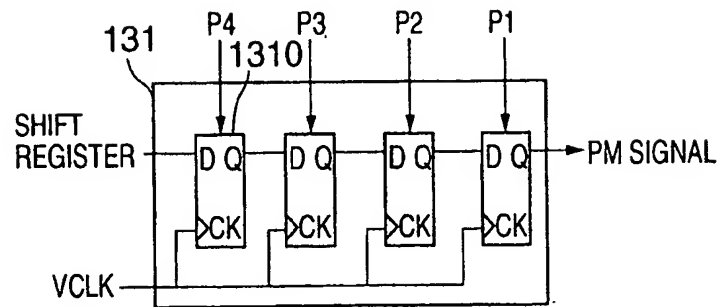 P4 P3 P2 P1
131 1310
SHIFT
REGISTER
D Q D Q D Q D Q
PM SIGNAL
CK CK CK CK
VCLK